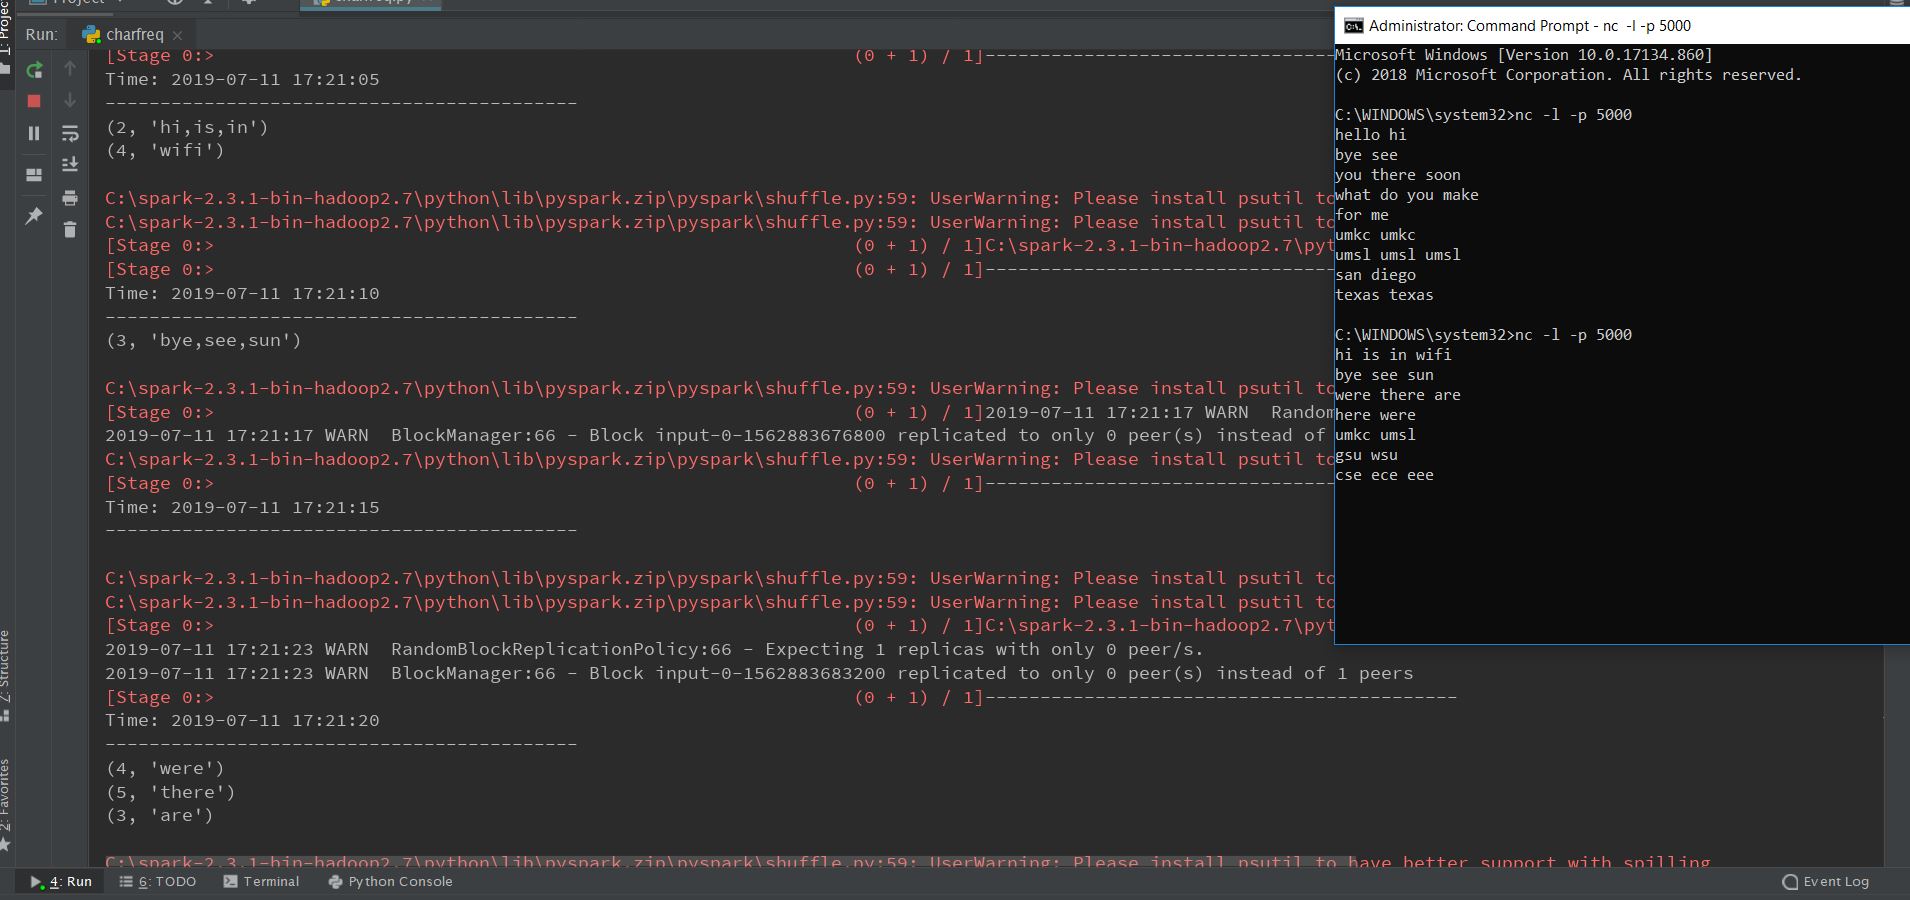 Project
charfreq.py
1: Project
Run:
charfreq
[Stage 0:> (0 + 1) / 1]--------------------------------
Time: 2019-07-11 17:21:05
-------------------------------------------
(2, 'hi,is,in')
(4, 'wifi')
C:\spark-2.3.1-bin-hadoop2.7\python\lib\pyspark.zip\pyspark\shuffle.py:59: UserWarning: Please install psutil to
C:\spark-2.3.1-bin-hadoop2.7\python\lib\pyspark.zip\pyspark\shuffle.py:59: UserWarning: Please install psutil to
[Stage 0:> (0 + 1) / 1]C:\spark-2.3.1-bin-hadoop2.7\pyt
[Stage 0:> (0 + 1) / 1]--------------------------------
Time: 2019-07-11 17:21:10
-------------------------------------------
(3, 'bye,see,sun')
C:\spark-2.3.1-bin-hadoop2.7\python\lib\pyspark.zip\pyspark\shuffle.py:59: UserWarning: Please install psutil to
[Stage 0:> (0 + 1) / 1]2019-07-11 17:21:17 WARN  Random
2019-07-11 17:21:17 WARN  BlockManager:66 - Block input-0-1562883676800 replicated to only 0 peer(s) instead of
C:\spark-2.3.1-bin-hadoop2.7\python\lib\pyspark.zip\pyspark\shuffle.py:59: UserWarning: Please install psutil to
[Stage 0:> (0 + 1) / 1]--------------------------------
Time: 2019-07-11 17:21:15
-------------------------------------------
C:\spark-2.3.1-bin-hadoop2.7\python\lib\pyspark.zip\pyspark\shuffle.py:59: UserWarning: Please install psutil to
C:\spark-2.3.1-bin-hadoop2.7\python\lib\pyspark.zip\pyspark\shuffle.py:59: UserWarning: Please install psutil to
[Stage 0:> (0 + 1) / 1]C:\spark-2.3.1-bin-hadoop2.7\pyt
2019-07-11 17:21:23 WARN  RandomBlockReplicationPolicy:66 - Expecting 1 replicas with only 0 peer/s.
2019-07-11 17:21:23 WARN  BlockManager:66 - Block input-0-1562883683200 replicated to only 0 peer(s) instead of 1 peers
[Stage 0:> (0 + 1) / 1]-------------------------------------------
Time: 2019-07-11 17:21:20
-------------------------------------------
(4, 'were')
(5, 'there')
(3, 'are')
C:\spark-2.3.1-bin-hadoop2.7\python\lib\pyspark.zip\pyspark\shuffle.py:59: UserWarning: Please install psutil to have better support with spilling
Administrator: Command Prompt - nc  -l -p 5000
Microsoft Windows [Version 10.0.17134.860]
(c) 2018 Microsoft Corporation. All rights reserved.
C:\WINDOWS\system32>nc -l -p 5000
hello hi
bye see
you there soon
what do you make
for me
umkc umkc
umsl umsl umsl
san diego
texas texas
C:\WINDOWS\system32>nc -l -p 5000
hi is in wifi
bye see sun
were there are
here were
umkc umsl
gsu wsu
cse ece eee
Z: Structure
2: Favorites
4: Run
6: TODO
Terminal
Python Console
Event Log